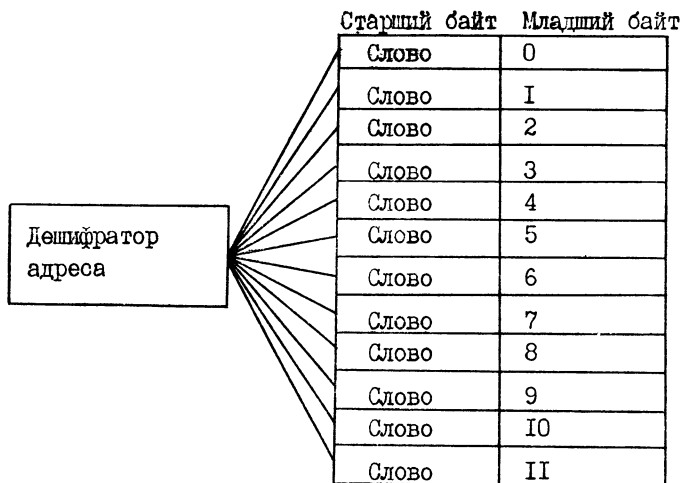 Старший байт Младший байт
Слово 0
Слово I
Слово 2
Слово 3
Слово 4
Дешифратор
адреса
Слово 5
Слово 6
Слово 7
Слово 8
Слово 9
Слово I0
Слово II